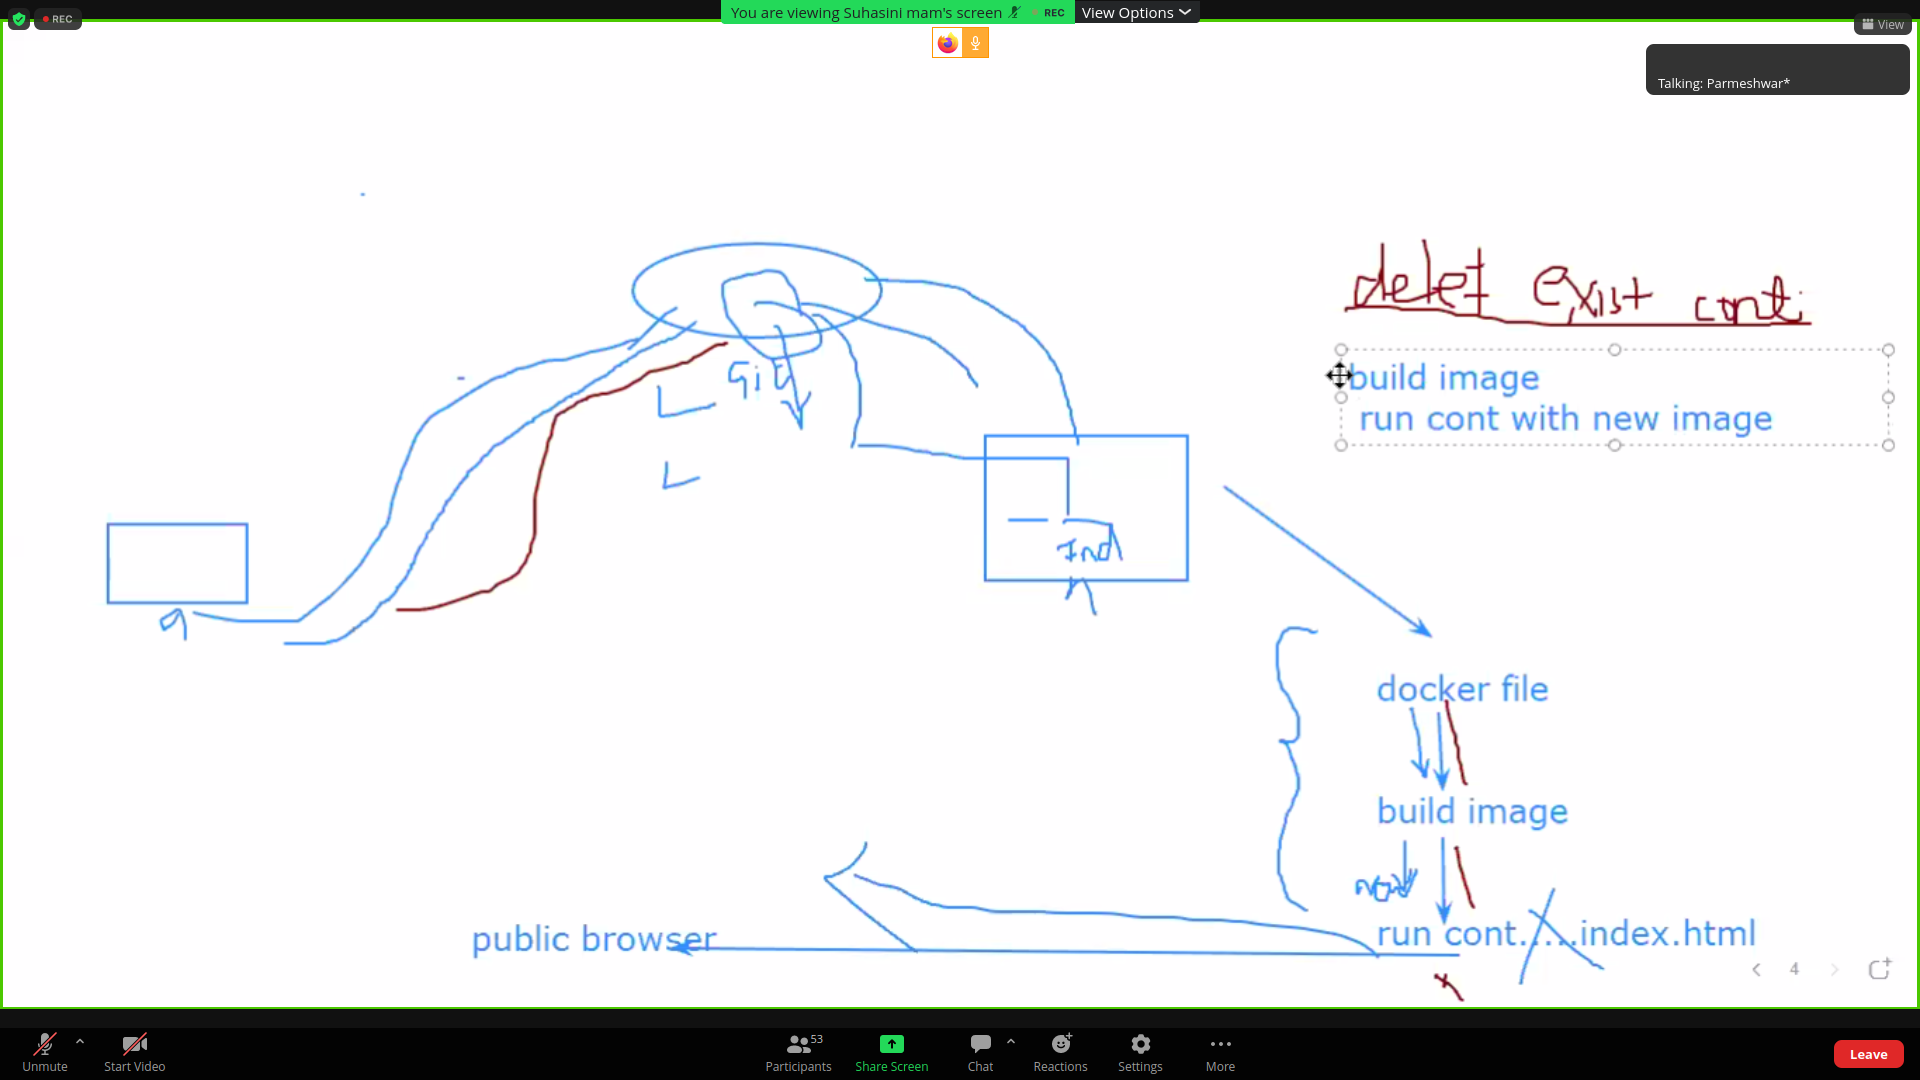 REC
You are viewing Suhasini mam's screen
REC
View Options
View
Talking: Parmeshwar*
delet exist conti
build image
run cont with new image
Git
Ind
docker file
build image
run cont.....index.html
public browser
4
Unmute
Start Video
Participants
53
Share Screen
Chat
Reactions
Settings
More
Leave